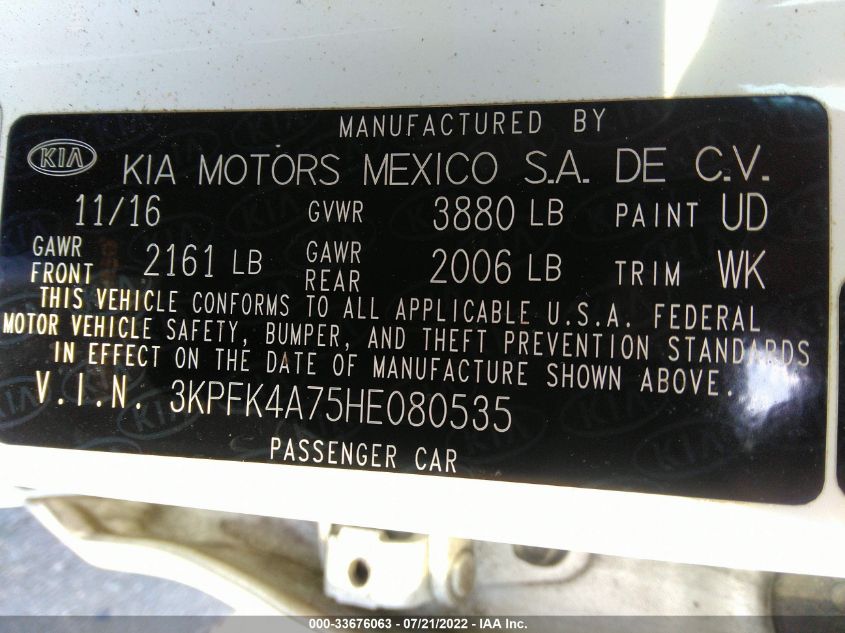 MANUFACTURED BY
KIA KIA MOTORS MEXICO S.A. DE C.V.
11/16 GVWR 3880 LB PAINT UD
GAWR FRONT 2161 LB GAWR REAR 2006 LB TRIM WK
THIS VEHICLE CONFORMS TO ALL APPLICABLE U.S.A. FEDERAL
MOTOR VEHICLE SAFETY, BUMPER, AND THEFT PREVENTION STANDARDS
IN EFFECT ON THE DATE OF MANUFACTURE SHOWN ABOVE.
V.I.N. 3KPFK4A75HE080535
PASSENGER CAR
000-33676063 - 07/21/2022 - IAA Inc.